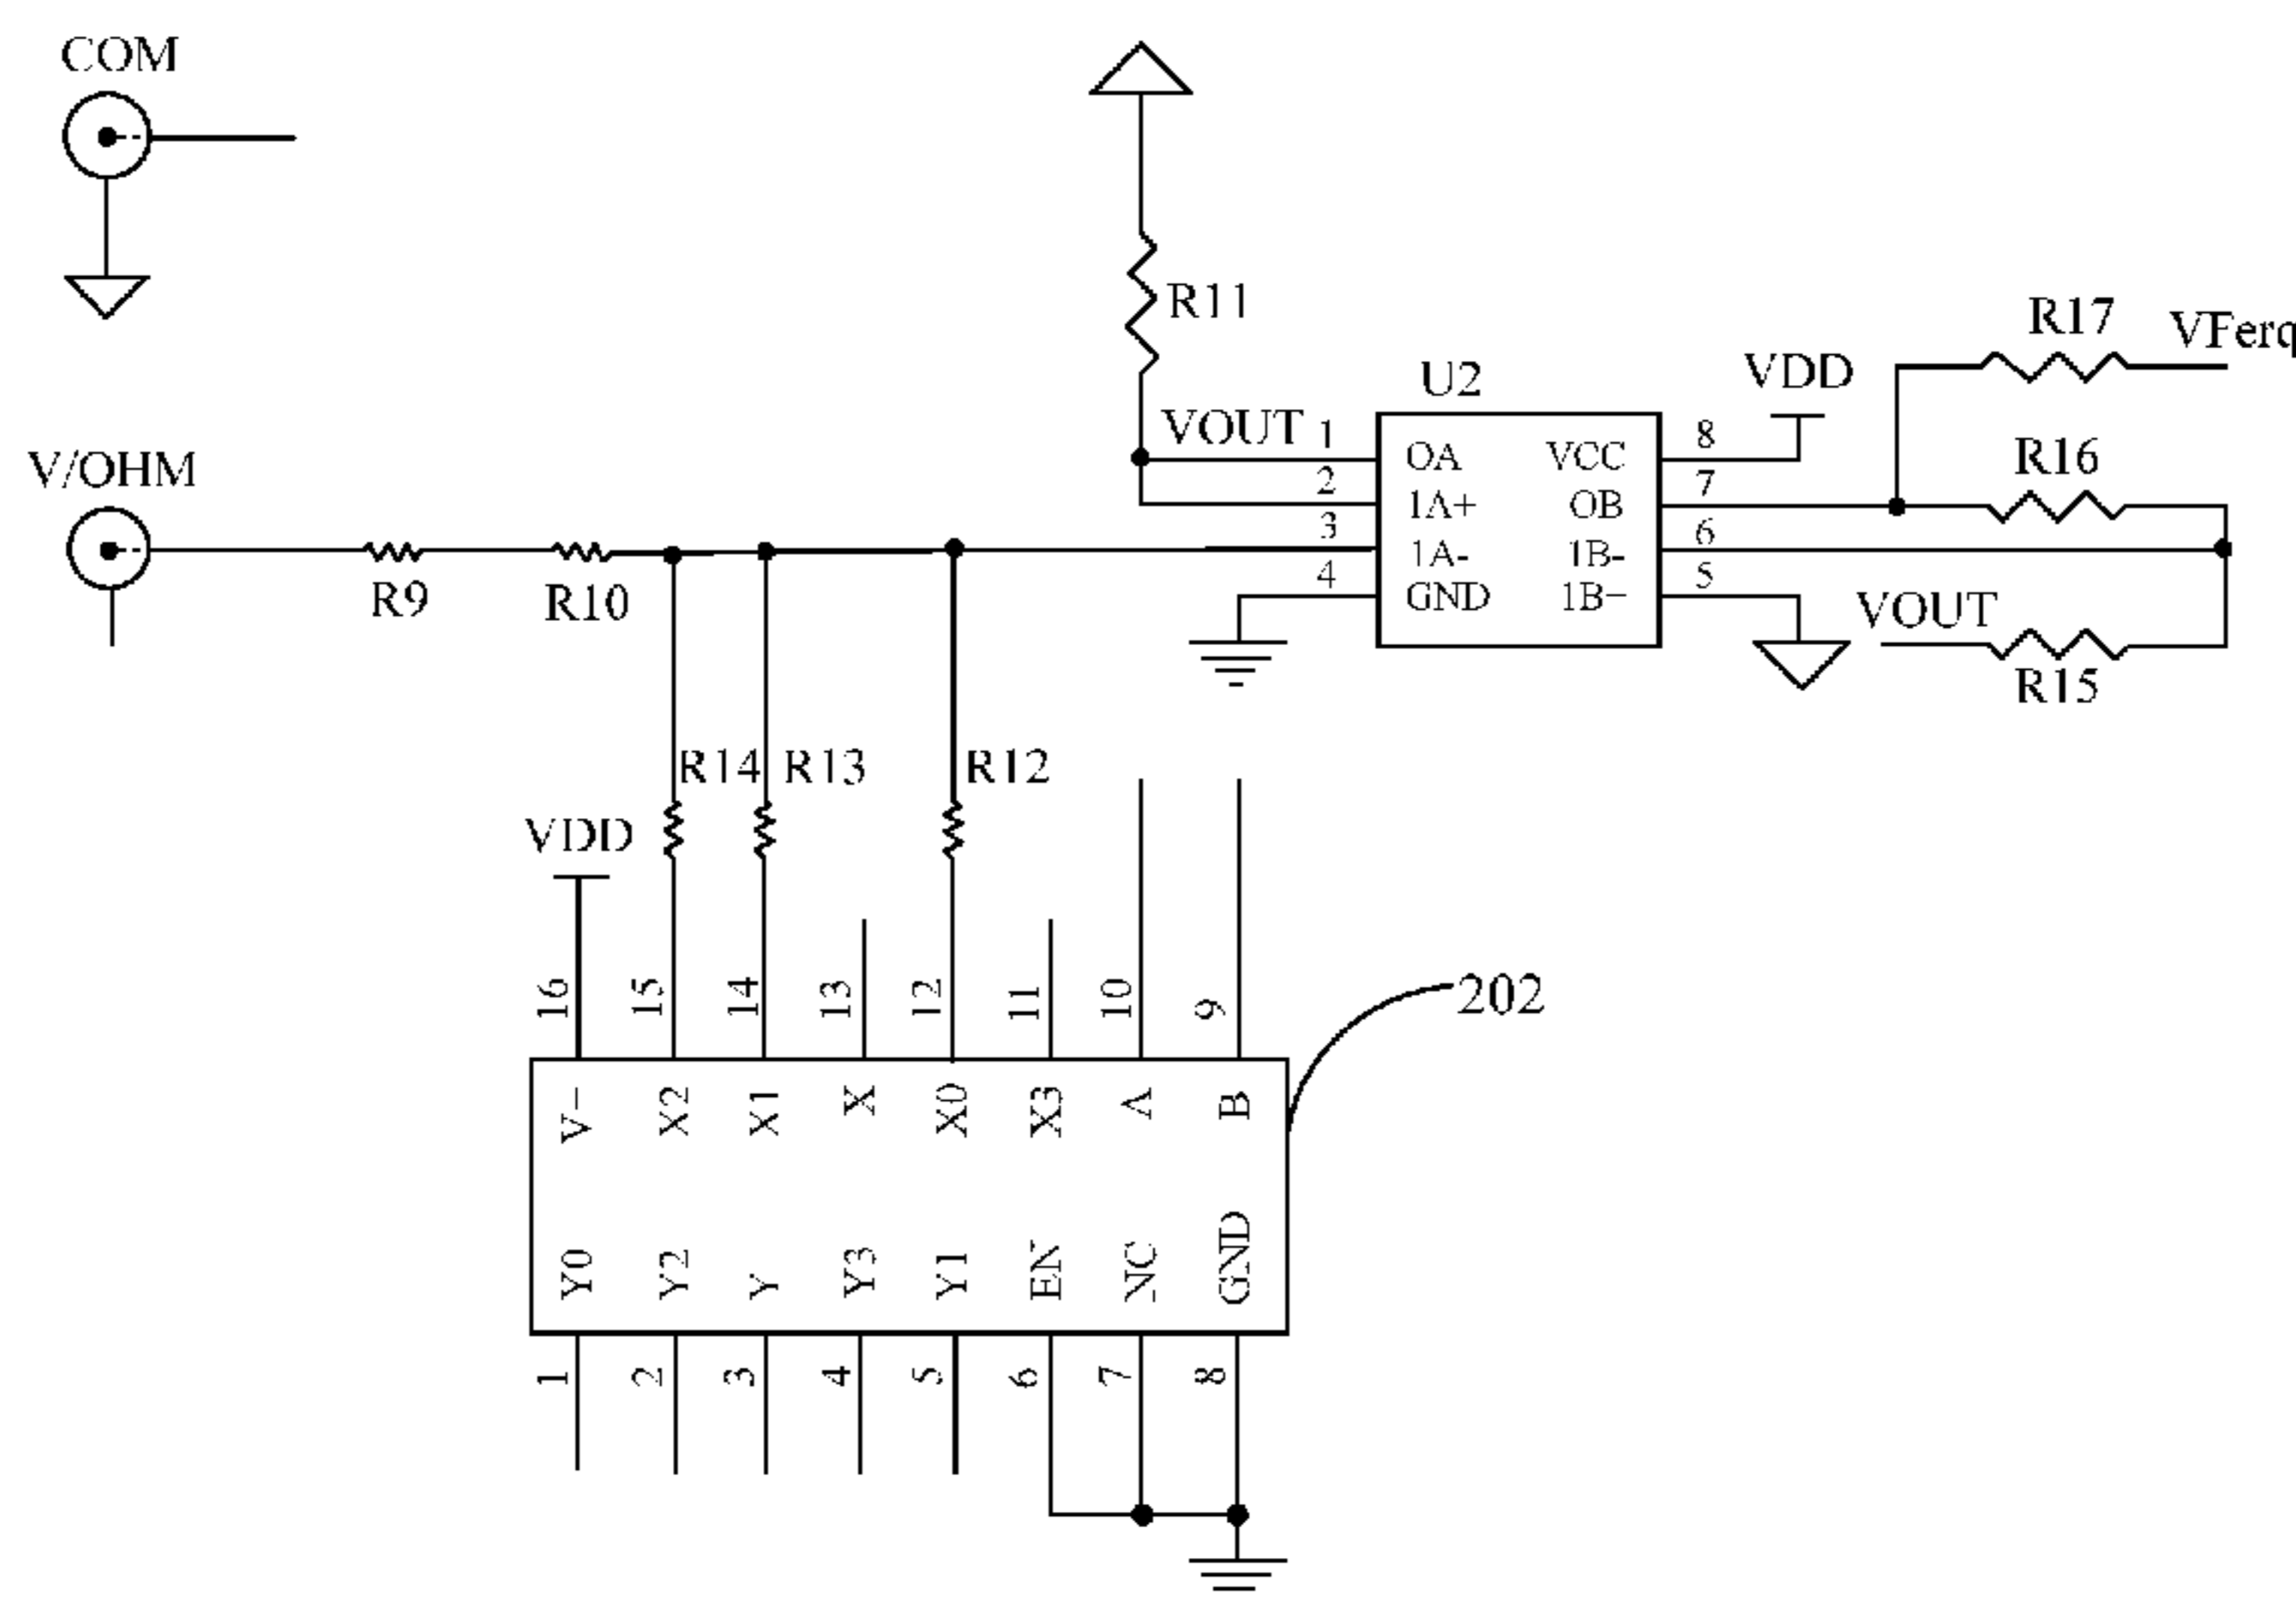 COM
R11
R17
VFerq
U2
VDD
V/OHM
VOUT
1
OA
VCC
8
R16
2
1A+
OB
7
3
1A-
1B-
6
4
GND
1B−
5
VOUT
R9
R10
R15
R14
R13
R12
VDD
16
15
14
13
12
11
10
9
202
V−
X2
X1
X
X0
X3
A
B
Y0
Y2
Y
Y3
Y1
EN
NC
GND
1
2
3
4
5
6
7
8